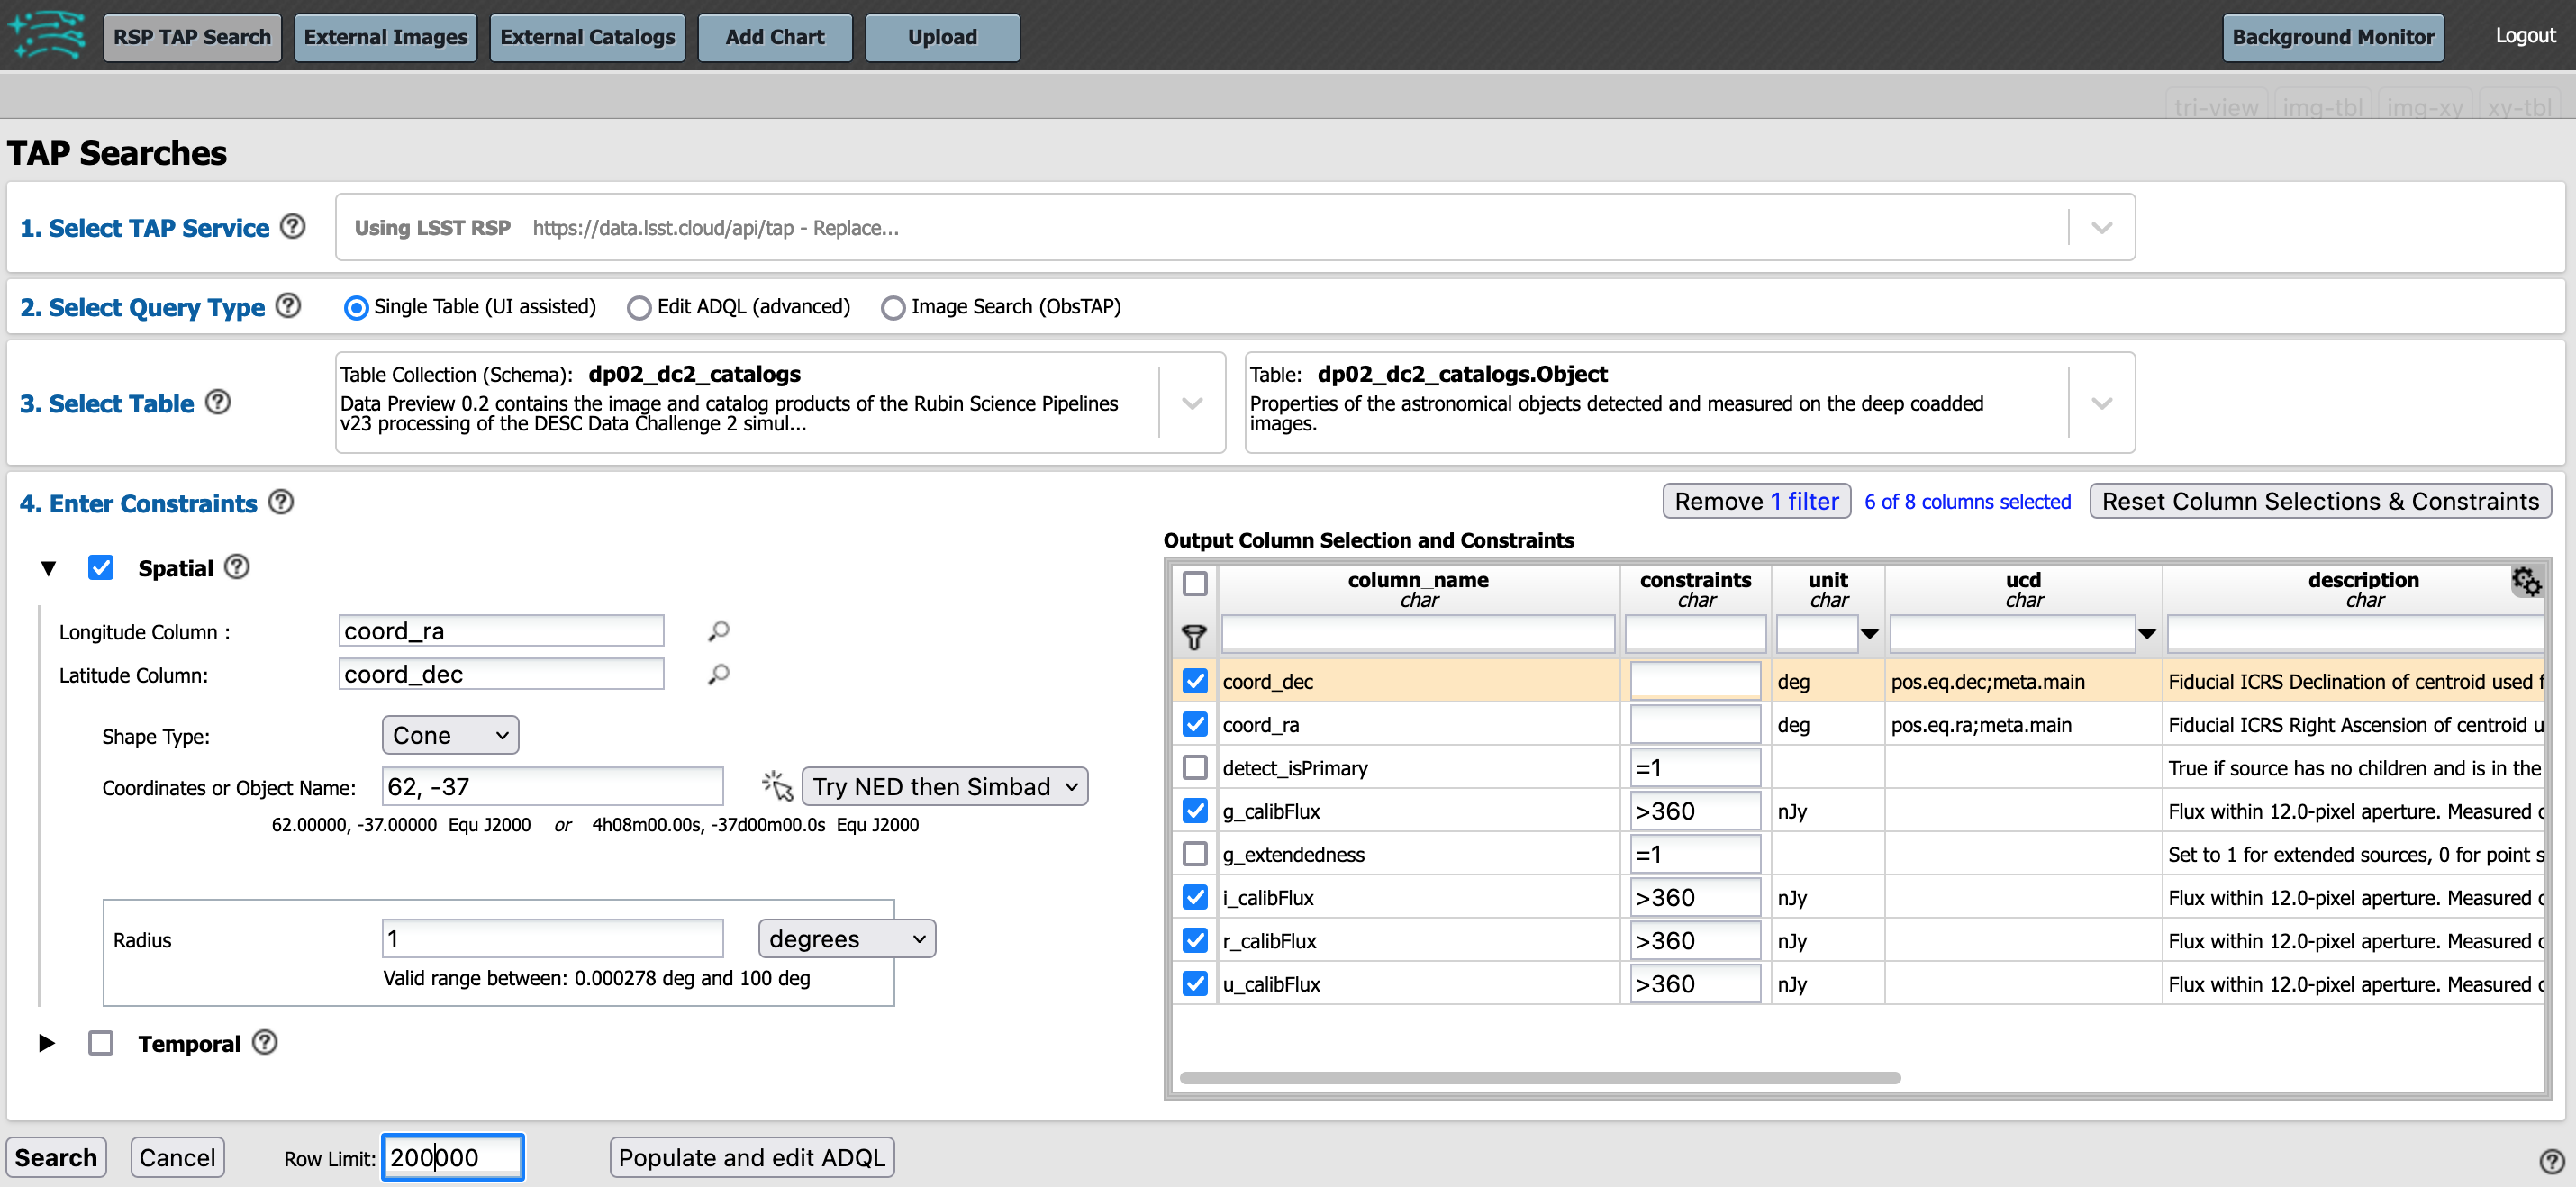 RSP TAP Search External Images External Catalogs Add Chart Upload Background Monitor Logout
tri-view img-tbl img-xy xy-tbl
TAP Searches
1. Select TAP Service ? Using LSST RSP https://data.lsst.cloud/api/tap - Replace...
2. Select Query Type ? Single Table (UI assisted) Edit ADQL (advanced) Image Search (ObsTAP)
3. Select Table ?
Table Collection (Schema): dp02_dc2_catalogs
Data Preview 0.2 contains the image and catalog products of the Rubin Science Pipelines
v23 processing of the DESC Data Challenge 2 simul...
Table: dp02_dc2_catalogs.Object
Properties of the astronomical objects detected and measured on the deep coadded
images.
4. Enter Constraints ?
Remove 1 filter 6 of 8 columns selected Reset Column Selections & Constraints
Spatial ?
Longitude Column : coord_ra
Latitude Column: coord_dec
Shape Type: Cone
Coordinates or Object Name: 62, -37 Try NED then Simbad
62.00000, -37.00000 Equ J2000 or 4h08m00.00s, -37d00m00.0s Equ J2000
Radius 1 degrees
Valid range between: 0.000278 deg and 100 deg
Temporal ?
Output Column Selection and Constraints
column_name constraints unit ucd description
char char char char char
coord_dec deg pos.eq.dec;meta.main Fiducial ICRS Declination of centroid used f
coord_ra deg pos.eq.ra;meta.main Fiducial ICRS Right Ascension of centroid u
detect_isPrimary =1 True if source has no children and is in the
g_calibFlux >360 nJy Flux within 12.0-pixel aperture. Measured o
g_extendedness =1 Set to 1 for extended sources, 0 for point s
i_calibFlux >360 nJy Flux within 12.0-pixel aperture. Measured o
r_calibFlux >360 nJy Flux within 12.0-pixel aperture. Measured o
u_calibFlux >360 nJy Flux within 12.0-pixel aperture. Measured o
Search Cancel Row Limit: 200000 Populate and edit ADQL ?